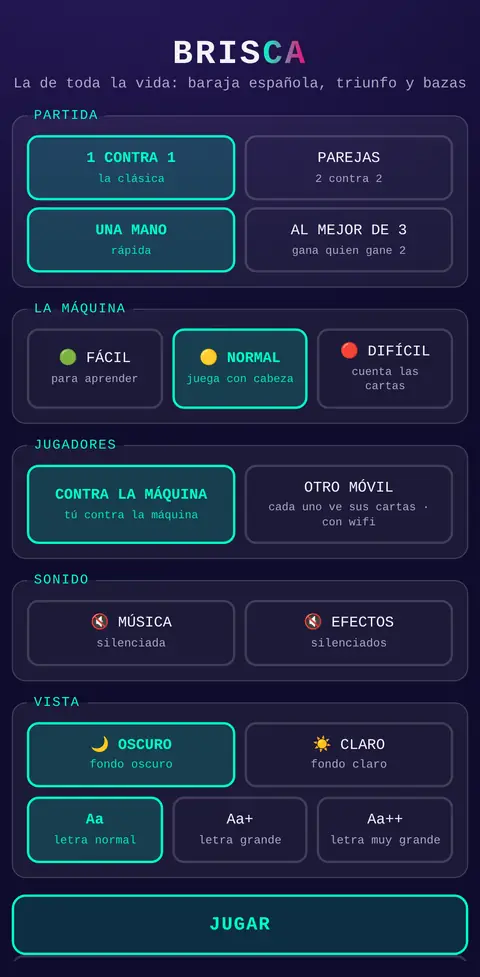 BRISCA
La de toda la vida: baraja española, triunfo y bazas
PARTIDA
1 CONTRA 1
la clásica
PAREJAS
2 contra 2
UNA MANO
rápida
AL MEJOR DE 3
gana quien gane 2
LA MÁQUINA
FÁCIL
para aprender
NORMAL
juega con cabeza
DIFÍCIL
cuenta las
cartas
JUGADORES
CONTRA LA MÁQUINA
tú contra la máquina
OTRO MÓVIL
cada uno ve sus cartas ·
con wifi
SONIDO
MÚSICA
silenciada
EFECTOS
silenciados
VISTA
OSCURO
fondo oscuro
CLARO
fondo claro
Aa
letra normal
Aa+
letra grande
Aa++
letra muy grande
JUGAR